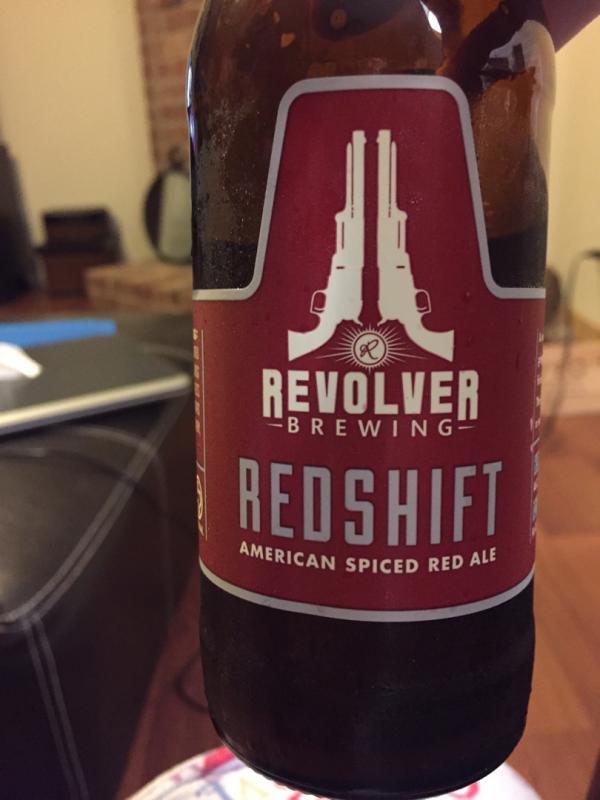 R
REVOLVER
BREWING
REDSHIFT
AMERICAN SPICED RED ALE